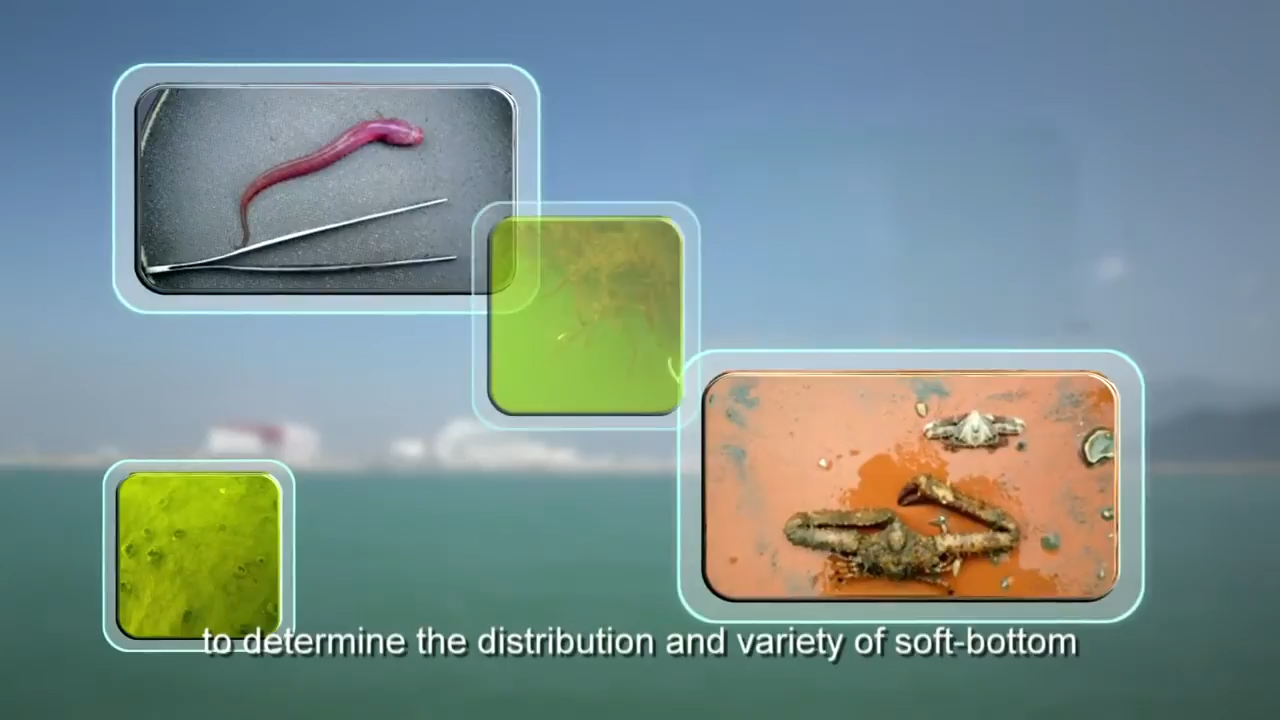 to determine the distribution and variety of soft-bottom